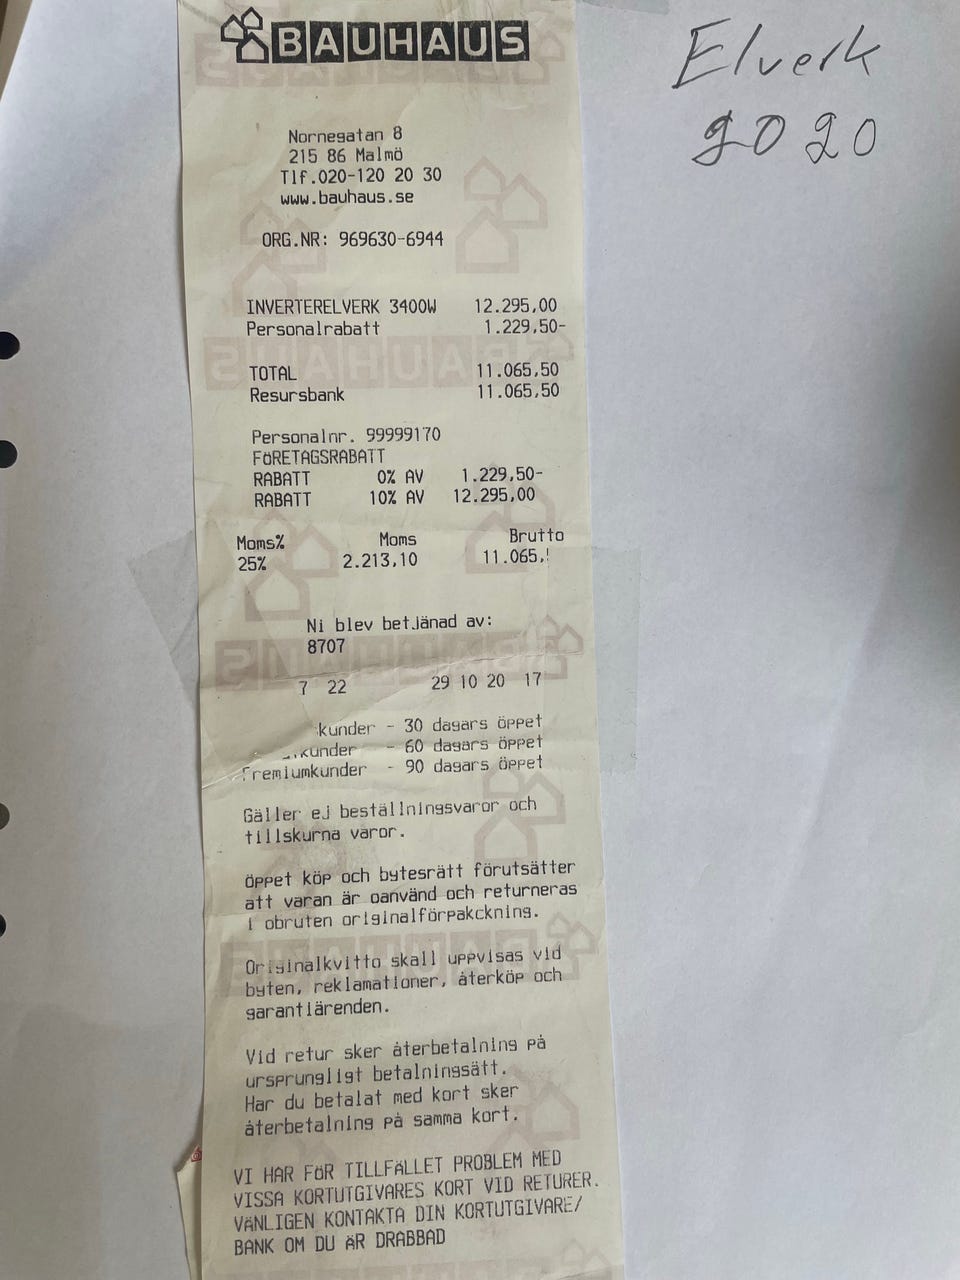 BAUHAUS
Elverk
2020
Nornegatan 8
215 86 Malmö
Tlf.020-120 20 30
www.bauhaus.se
ORG.NR: 969630-6944
INVERTERELVERK 3400W 12.295,00
Personalrabatt 1.229,50-
TOTAL 11.065,50
Resursbank 11.065,50
Personalnr. 99999170
FöRETAGSRABATT
RABATT 0% AV 1.229,50-
RABATT 10% AV 12.295,00
Moms% Moms Brutto
25% 2.213,10 11.065,
Ni blev betjänad av:
8707
7 22 29 10 20 17
kunder - 30 dagars öppet
kunder - 60 dagars öppet
Premiumkunder - 90 dagars öppet
Gäller ej beställningsvaror och
tillskurna varor.
öppet köp och bytesrätt förutsätter
att varan är oanvänd och returneras
i obruten originalförpakckning.
Originalkvitto skall uppvisas vid
byten, reklamationer, återköp och
garantiärenden.
Vid retur sker återbetalning på
ursprungligt betalningsätt.
Har du betalat med kort sker
återbetalning på samma kort.
VI HAR FöR TILLFÄLLET PROBLEM MED
VISSA KORTUTGIVARES KORT VID RETURER.
VÄNLIGEN KONTAKTA DIN KORTUTGIVARE/
BANK OM DU ÄR DRABBAD